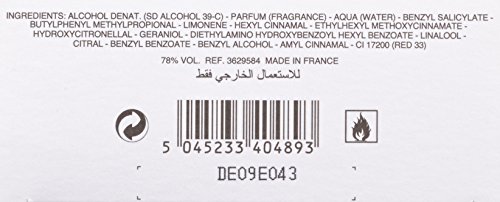 INGREDIENTS: ALCOHOL DENAT. (SD ALCOHOL 39-C) - PARFUM (FRAGRANCE) - AQUA (WATER) - BENZYL SALICYLATE -
BUTYLPHENYL METHYLPROPIONAL - LIMONENE - HEXYL CINNAMAL - ETHYLHEXYL METHOXYCINNAMATE -
HYDROXYCITRONELLAL - GERANIOL - DIETHYLAMINO HYDROXYBENZOYL HEXYL BENZOATE - LINALOOL -
CITRAL - BENZYL BENZOATE - BENZYL ALCOHOL - AMYL CINNAMAL - CI 17200 (RED 33)
78% VOL. REF. 3629584 MADE IN FRANCE
للاستعمال الخارجي فقط
5 045233 404893
DE09E043